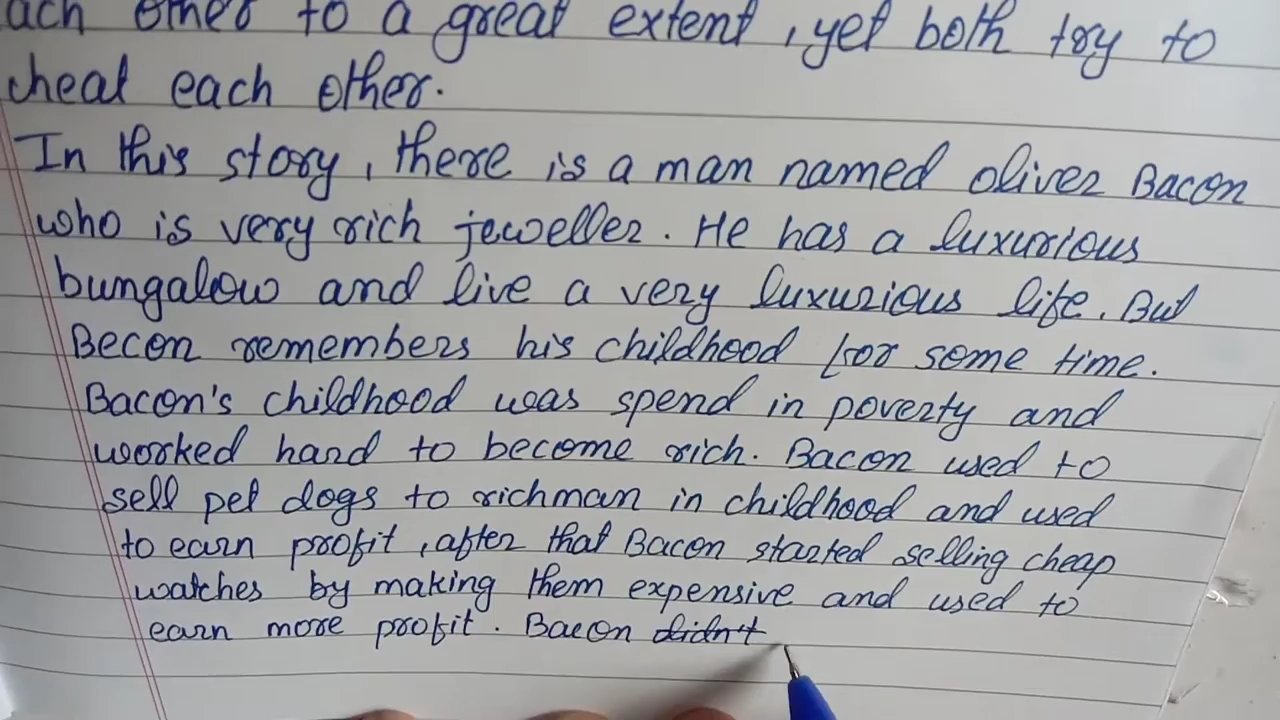 ach other to a great extent, yet both try to
cheat each other.
In this story, there is a man named oliver Bacon
who is very rich jeweller. He has a luxurious
bungalow and live a very luxurious life. But
Becon remembers his childhood for some time.
Bacon's childhood was spend in poverty and
worked hard to become rich. Bacon used to
sell pet dogs to richman in childhood and used
to earn profit, after that Bacon started selling cheap
watches by making them expensive and used to
earn more profit. Bacon didn't